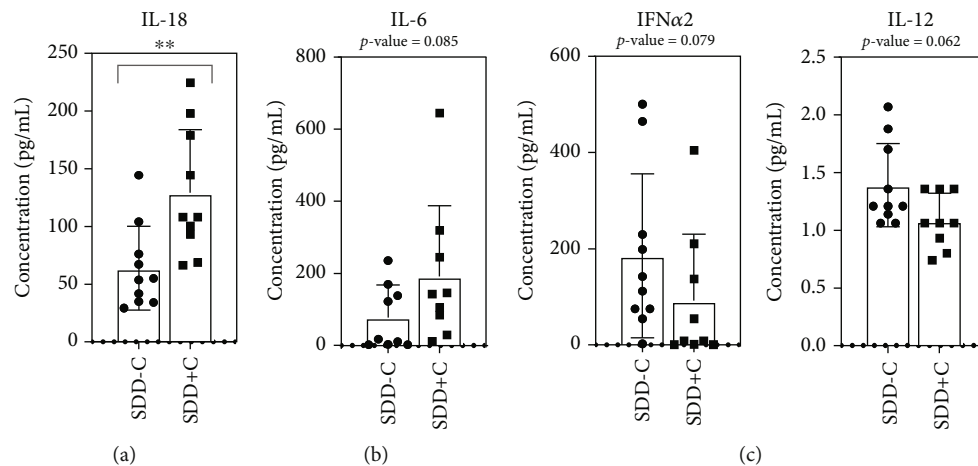 IL-18
**
Concentration (pg/mL)
250
200
150
100
50
0
SDD-C
SDD+C
(a)
IL-6
p-value = 0.085
Concentration (pg/mL)
800
600
400
200
0
SDD-C
SDD+C
(b)
IFNα2
p-value = 0.079
Concentration (pg/mL)
600
400
200
0
SDD-C
SDD+C
IL-12
p-value = 0.062
Concentration (pg/mL)
2.5
2.0
1.5
1.0
0.5
0.0
SDD-C
SDD+C
(c)